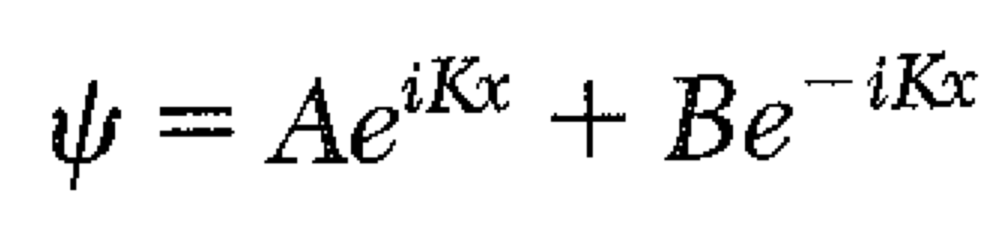 ψ = Ae^{iKx} + Be^{-iKx}